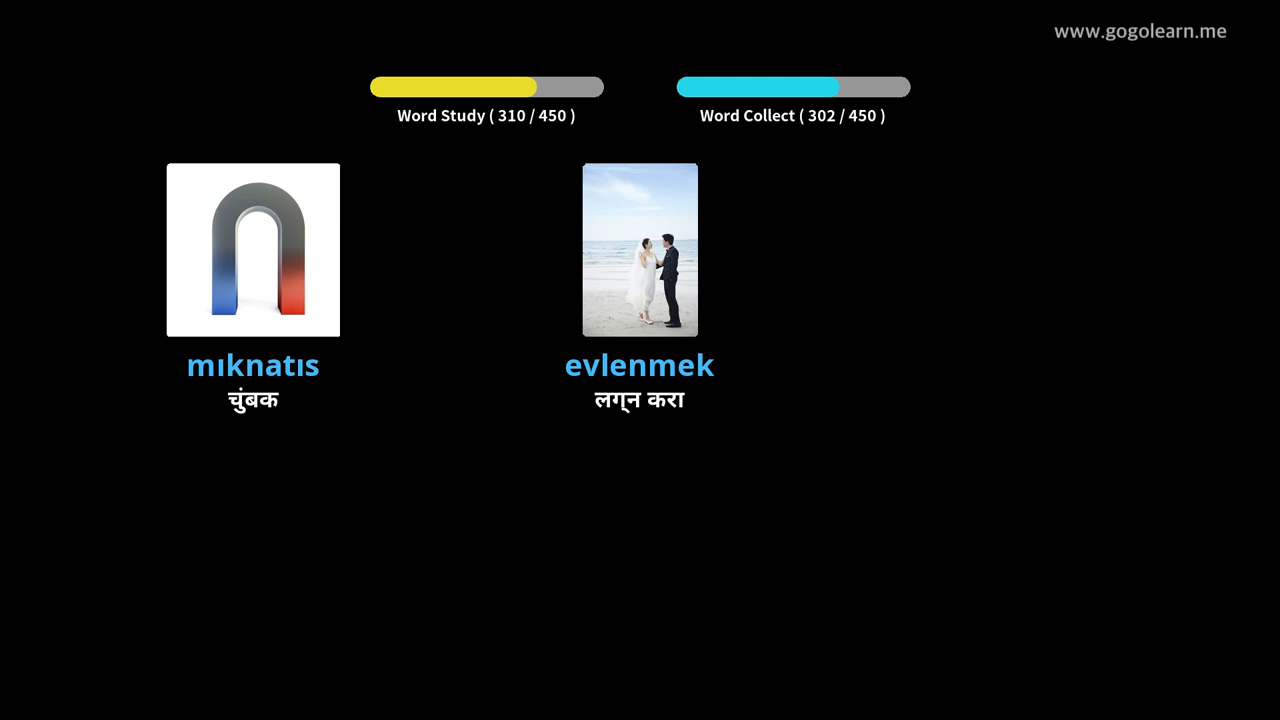 www.gogolearn.me
Word Study ( 310 / 450 )
Word Collect ( 302 / 450 )
mıknatıs
चुंबक
evlenmek
लग्न करा